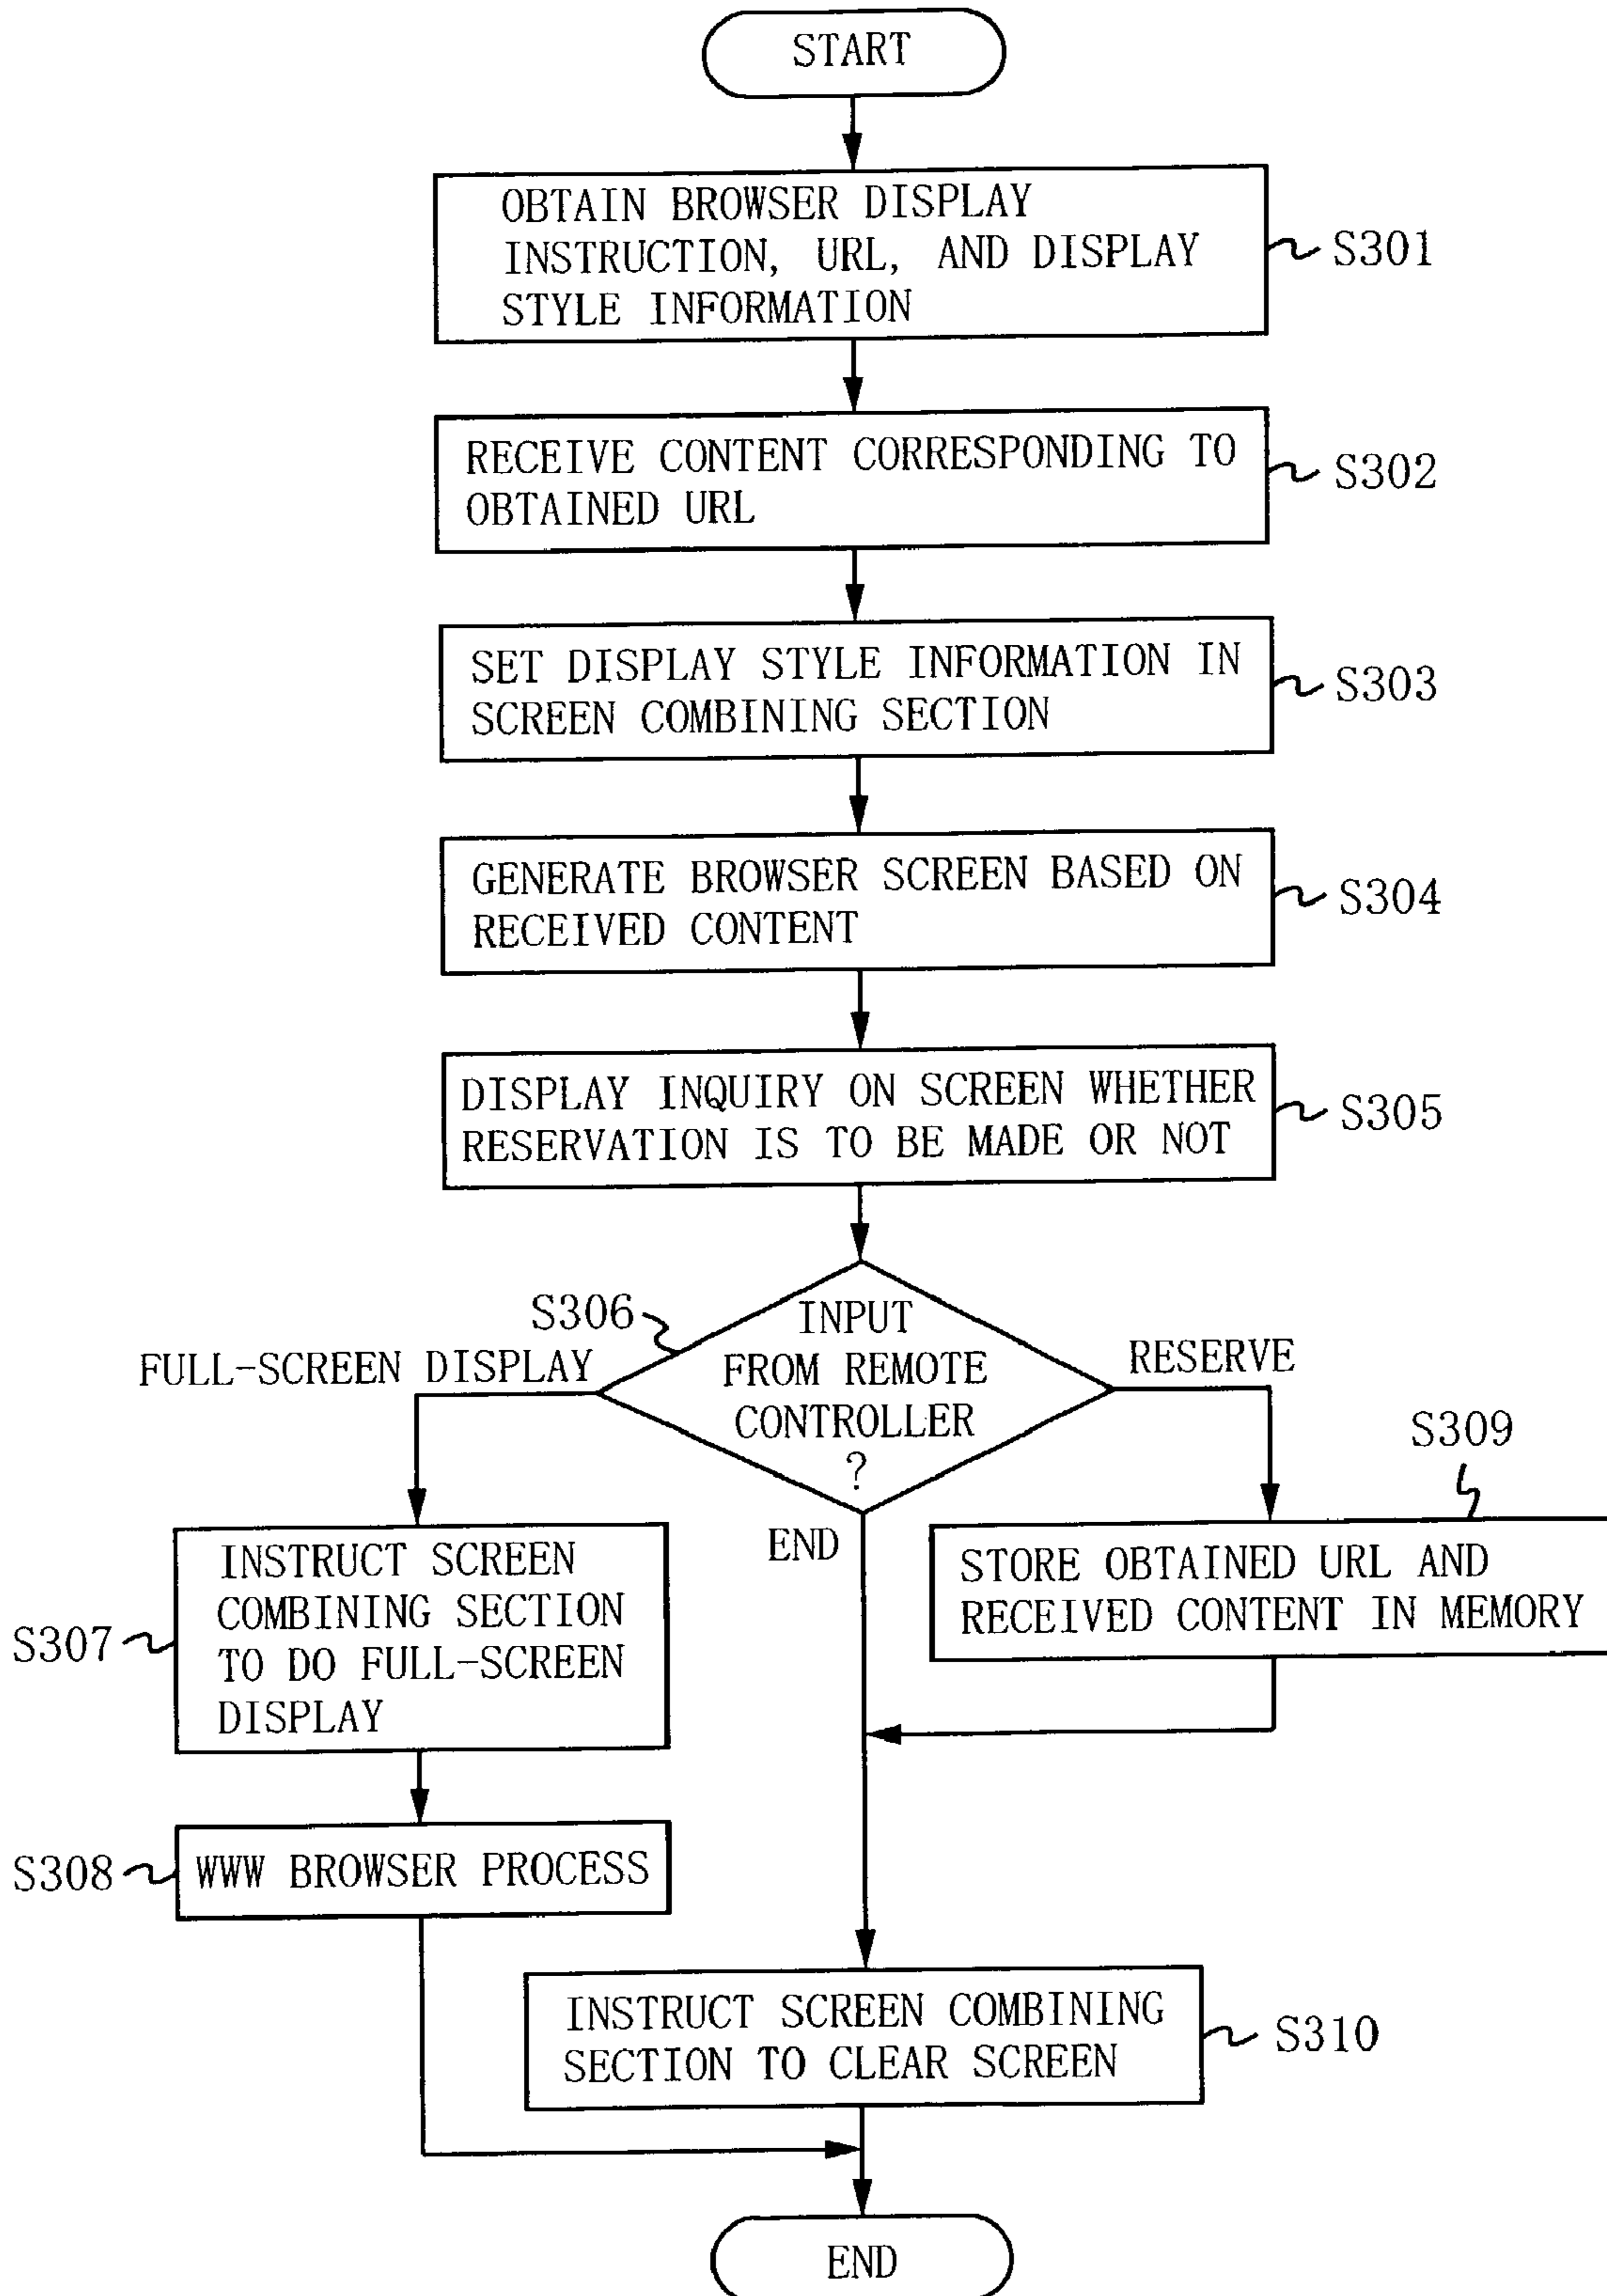 START
OBTAIN BROWSER DISPLAY
INSTRUCTION, URL, AND DISPLAY
STYLE INFORMATION
S301
RECEIVE CONTENT CORRESPONDING TO
OBTAINED URL
S302
SET DISPLAY STYLE INFORMATION IN
SCREEN COMBINING SECTION
S303
GENERATE BROWSER SCREEN BASED ON
RECEIVED CONTENT
S304
DISPLAY INQUIRY ON SCREEN WHETHER
RESERVATION IS TO BE MADE OR NOT
S305
S306
INPUT
FROM REMOTE
CONTROLLER
?
FULL-SCREEN DISPLAY
RESERVE
END
S309
STORE OBTAINED URL AND
RECEIVED CONTENT IN MEMORY
S307
INSTRUCT SCREEN
COMBINING SECTION
TO DO FULL-SCREEN
DISPLAY
S308
WWW BROWSER PROCESS
INSTRUCT SCREEN COMBINING
SECTION TO CLEAR SCREEN
S310
END